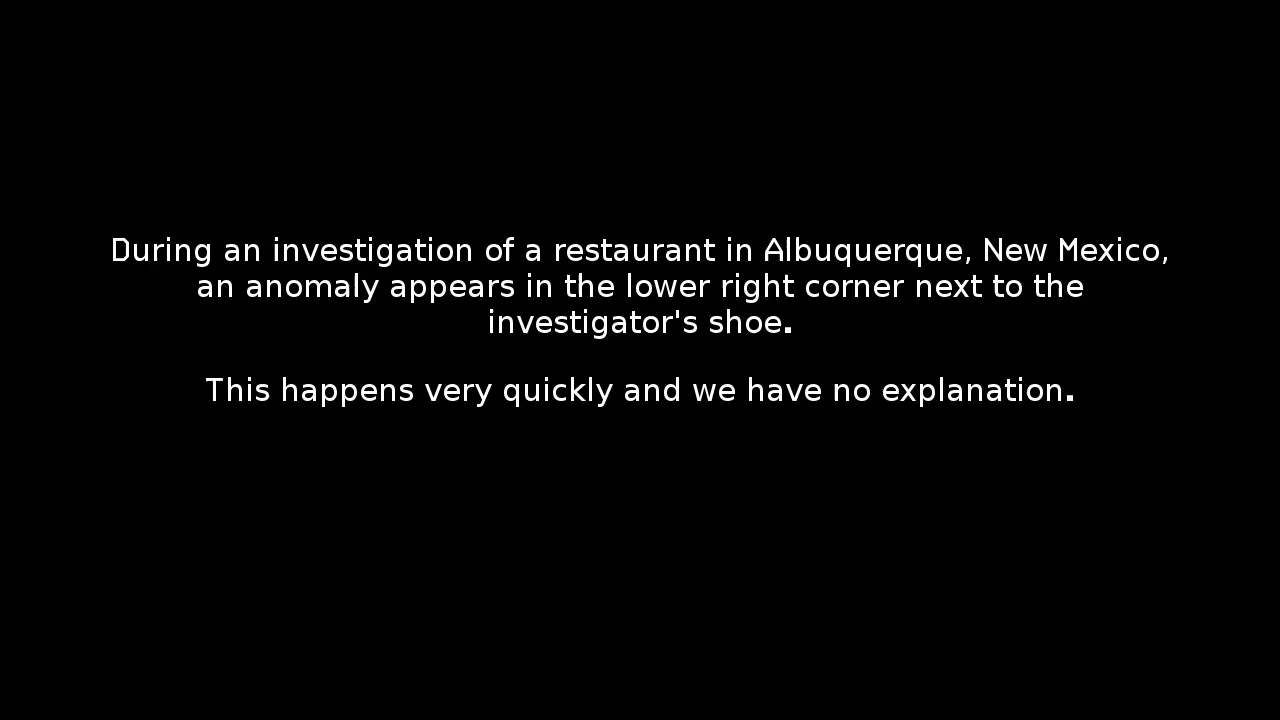 During an investigation of a restaurant in Albuquerque, New Mexico,
an anomaly appears in the lower right corner next to the
investigator's shoe.
This happens very quickly and we have no explanation.